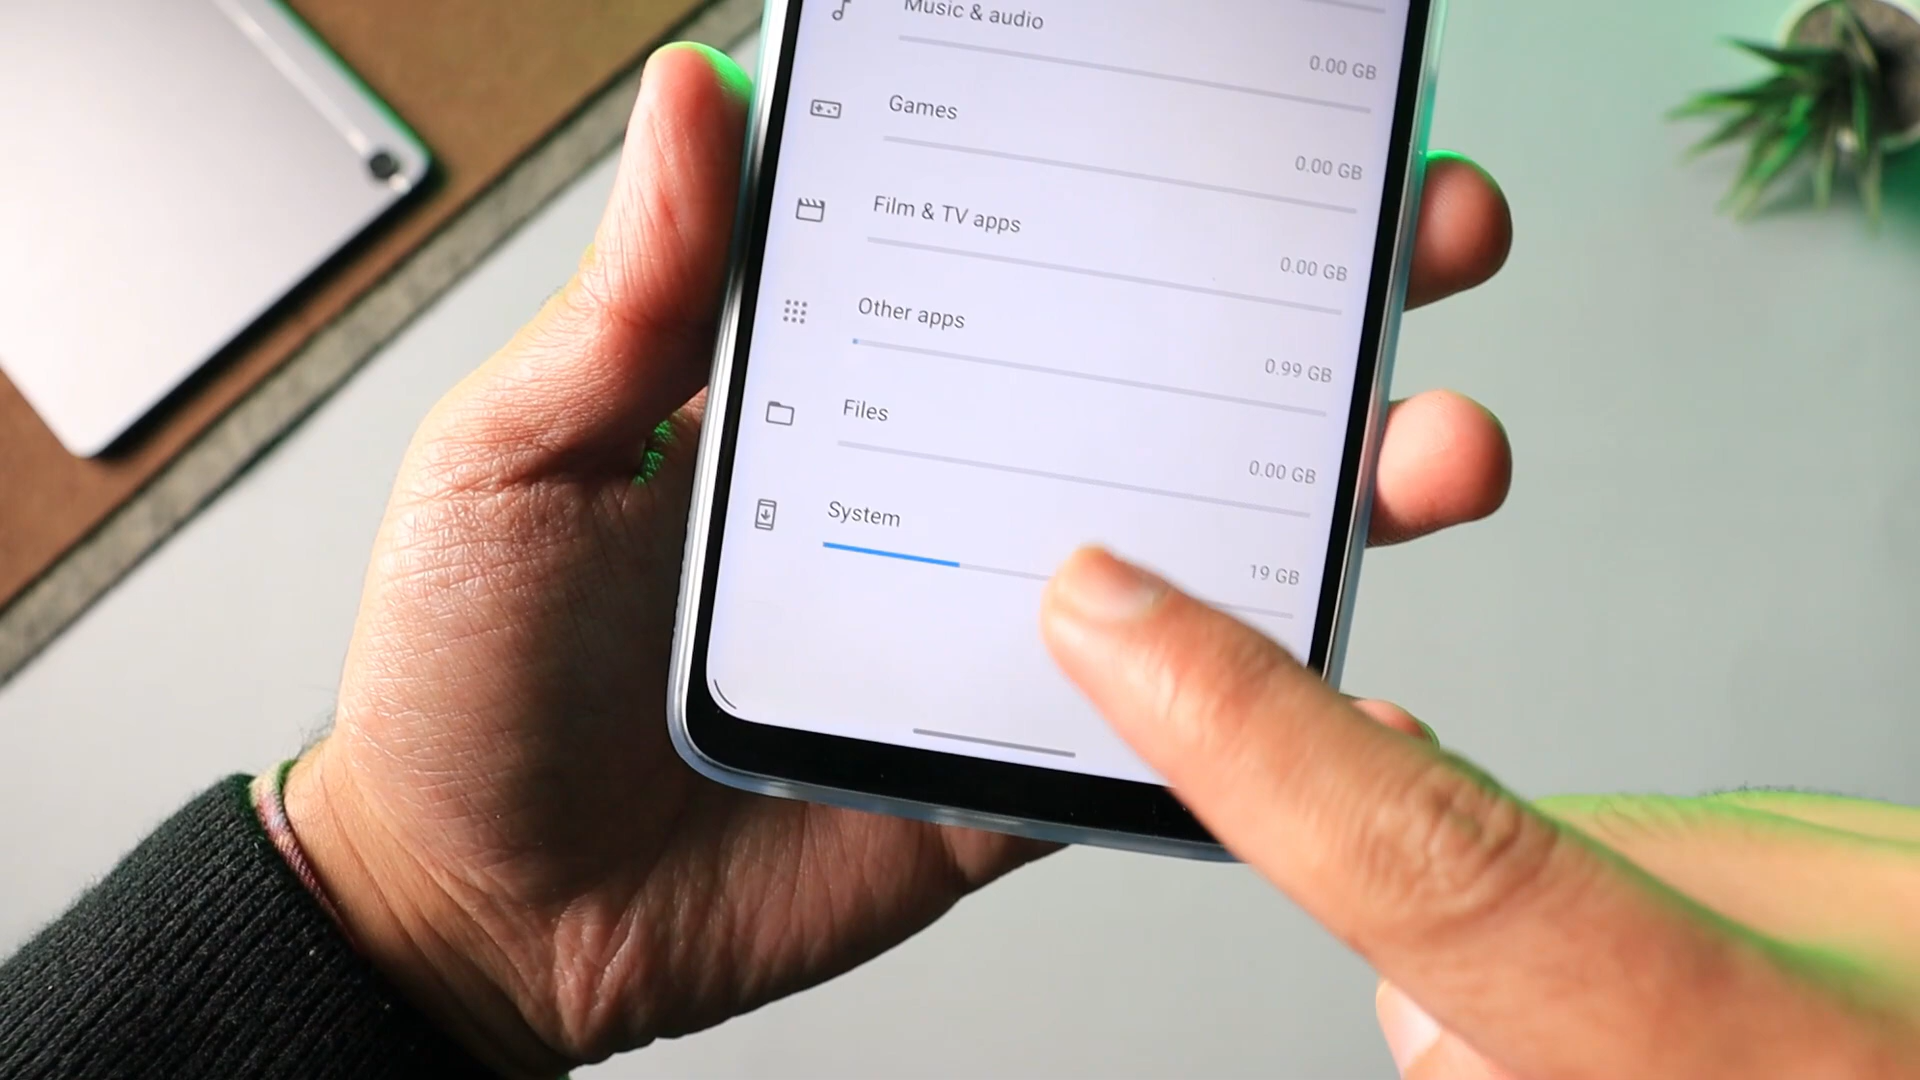 Music & audio
0.00 GB
Games
0.00 GB
Film & TV apps
0.00 GB
Other apps
0.99 GB
Files
0.00 GB
System
19 GB